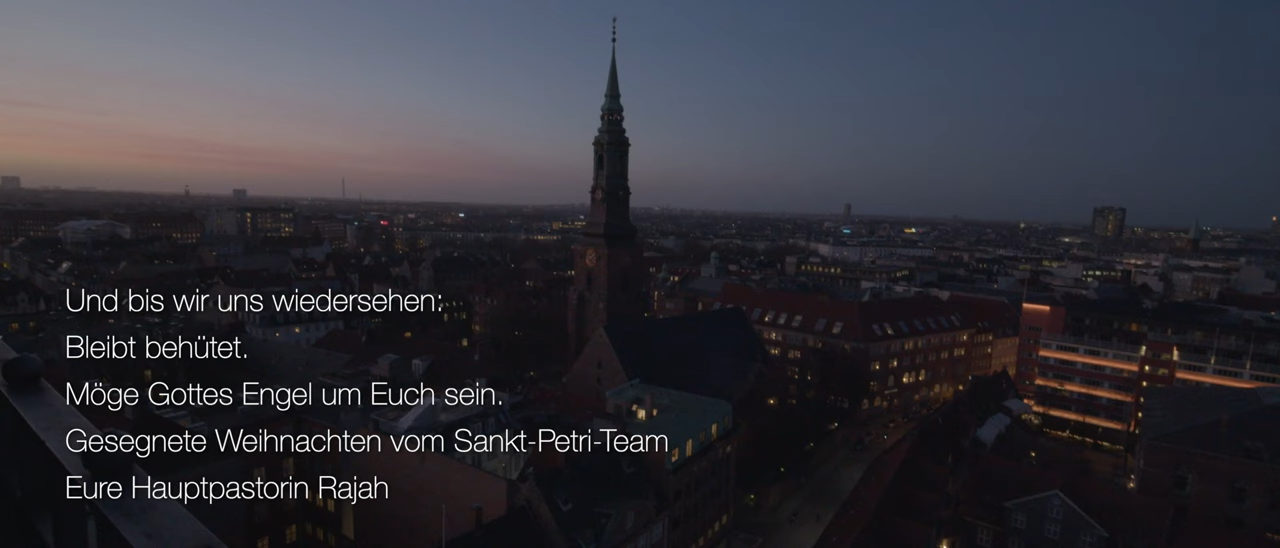 Und bis wir uns wiedersehen:
Bleibt behütet.
Möge Gottes Engel um Euch sein.
Gesegnete Weihnachten vom Sankt-Petri-Team
Eure Hauptpastorin Rajah